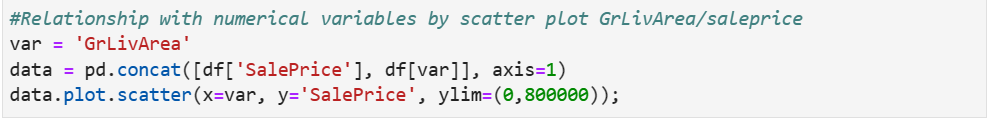 #Relationship with numerical variables by scatter plot GrLivArea/saleprice
var = 'GrLivArea'
data = pd.concat([df['SalePrice'], df[var]], axis=1)
data.plot.scatter(x=var, y='SalePrice', ylim=(0,800000));